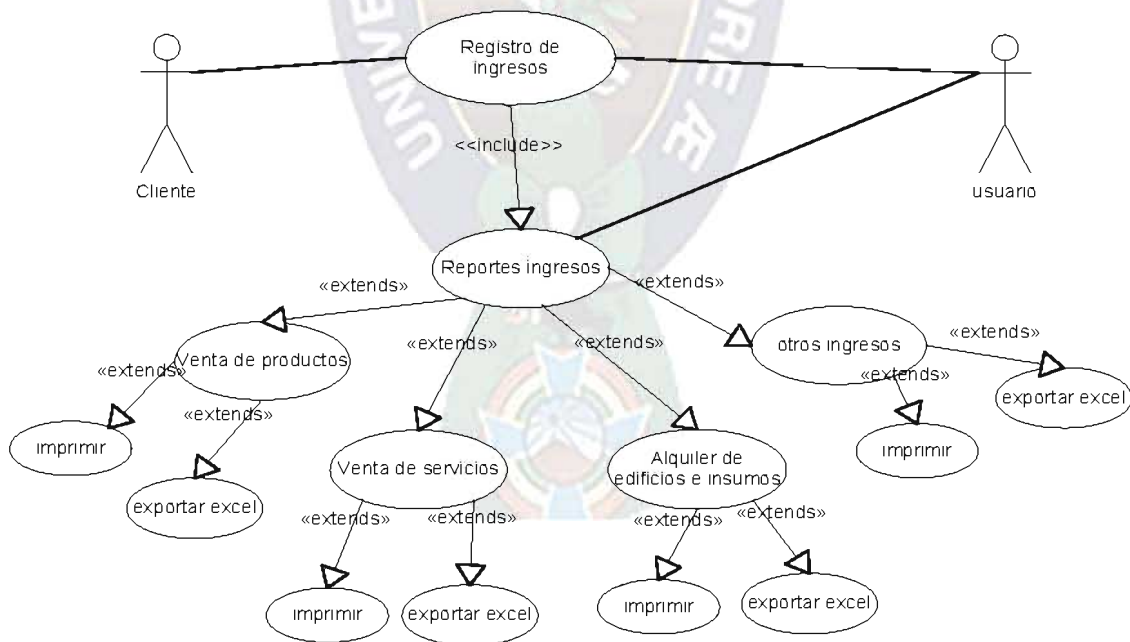 Registro de
ingresos
<<include>>
Cliente
usuario
UNIVE
ORE Æ
Reportes ingresos
«extends»
«extends»
«extends»
«extends»
Venta de productos
otros ingresos
«extends»
«extends»
«extends»
«extends»
exportar excel
imprimir
exportar excel
imprimir
Venta de servicios
Alquiler de
edificios e insumos
«extends»
«extends»
«extends»
«extends»
imprimir
exportar excel
imprimir
exportar excel